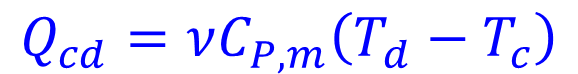 Q_{cd} = νC_{P,m}(T_d − T_c)